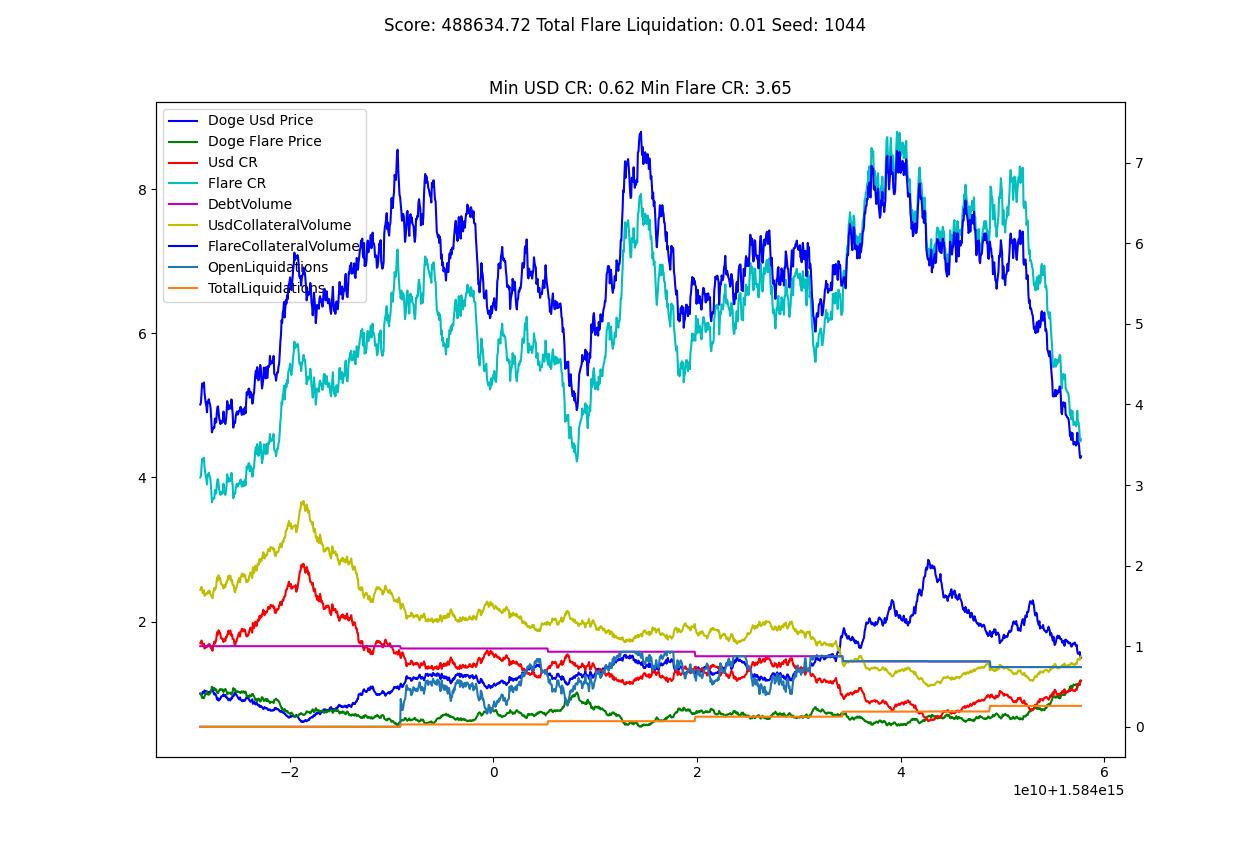 Score: 488634.72 Total Flare Liquidation: 0.01 Seed: 1044
Min USD CR: 0.62 Min Flare CR: 3.65
Doge Usd Price
Doge Flare Price
Usd CR
Flare CR
DebtVolume
UsdCollateralVolume
FlareCollateralVolume
OpenLiquidations
TotalLiquidations
8
6
4
2
7
6
5
4
3
2
1
0
−2 0 2 4 6
1e10+1.584e15